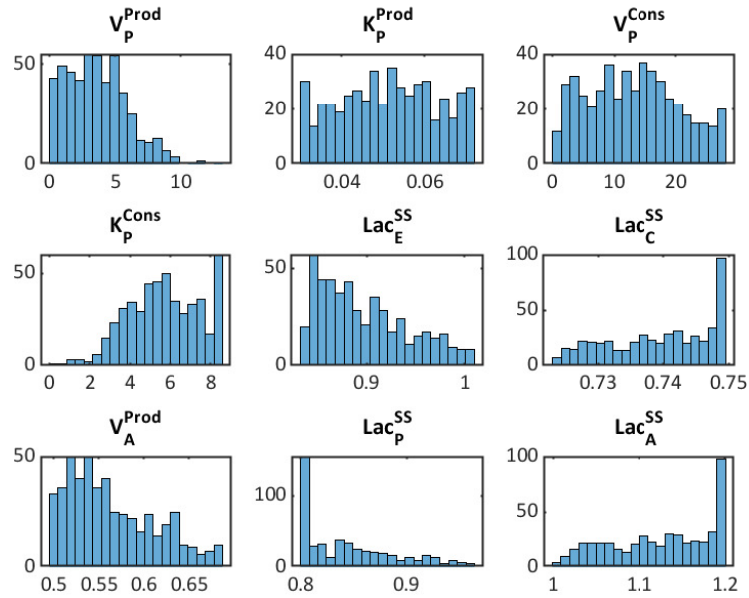 V_P^Prod K_P^Prod V_P^Cons
50 40 40
20 20
0 0 0
0 5 10 0.04 0.06 0 10 20
K_P^Cons Lac_E^SS Lac_C^SS
50 50 100
50
0 0 0
0 2 4 6 8 0.9 1 0.73 0.74 0.75
V_A^Prod Lac_P^SS Lac_A^SS
50 100 100
50
0 0 0
0.5 0.55 0.6 0.65 0.8 0.9 1 1.1 1.2